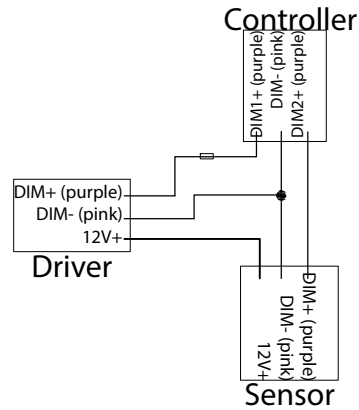 Controller
DIM1+ (purple)
DIM- (pink)
DIM2+ (purple)
DIM+ (purple)
DIM- (pink)
12V+
Driver
DIM+ (purple)
DIM- (pink)
12V+
Sensor